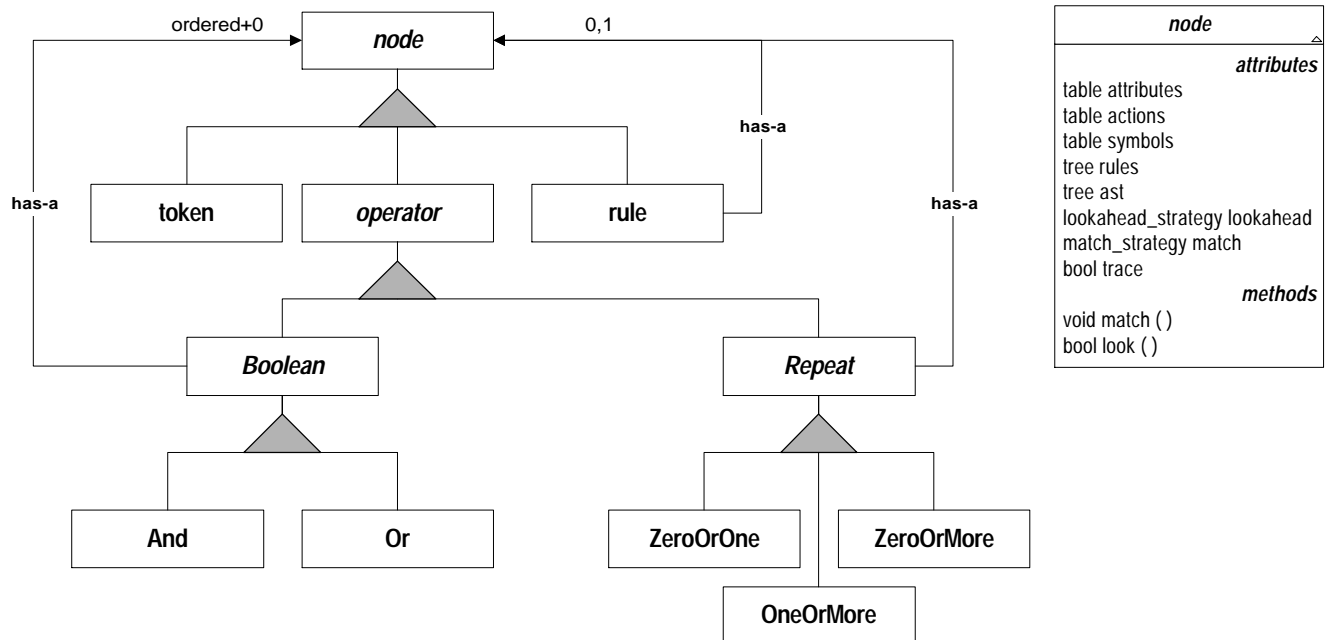 ordered+0
0,1
node
has-a
has-a
has-a
token
operator
rule
Boolean
Repeat
And
Or
ZeroOrOne
ZeroOrMore
OneOrMore
node
attributes
table attributes
table actions
table symbols
tree rules
tree ast
lookahead_strategy lookahead
match_strategy match
bool trace
methods
void match ( )
bool look ( )